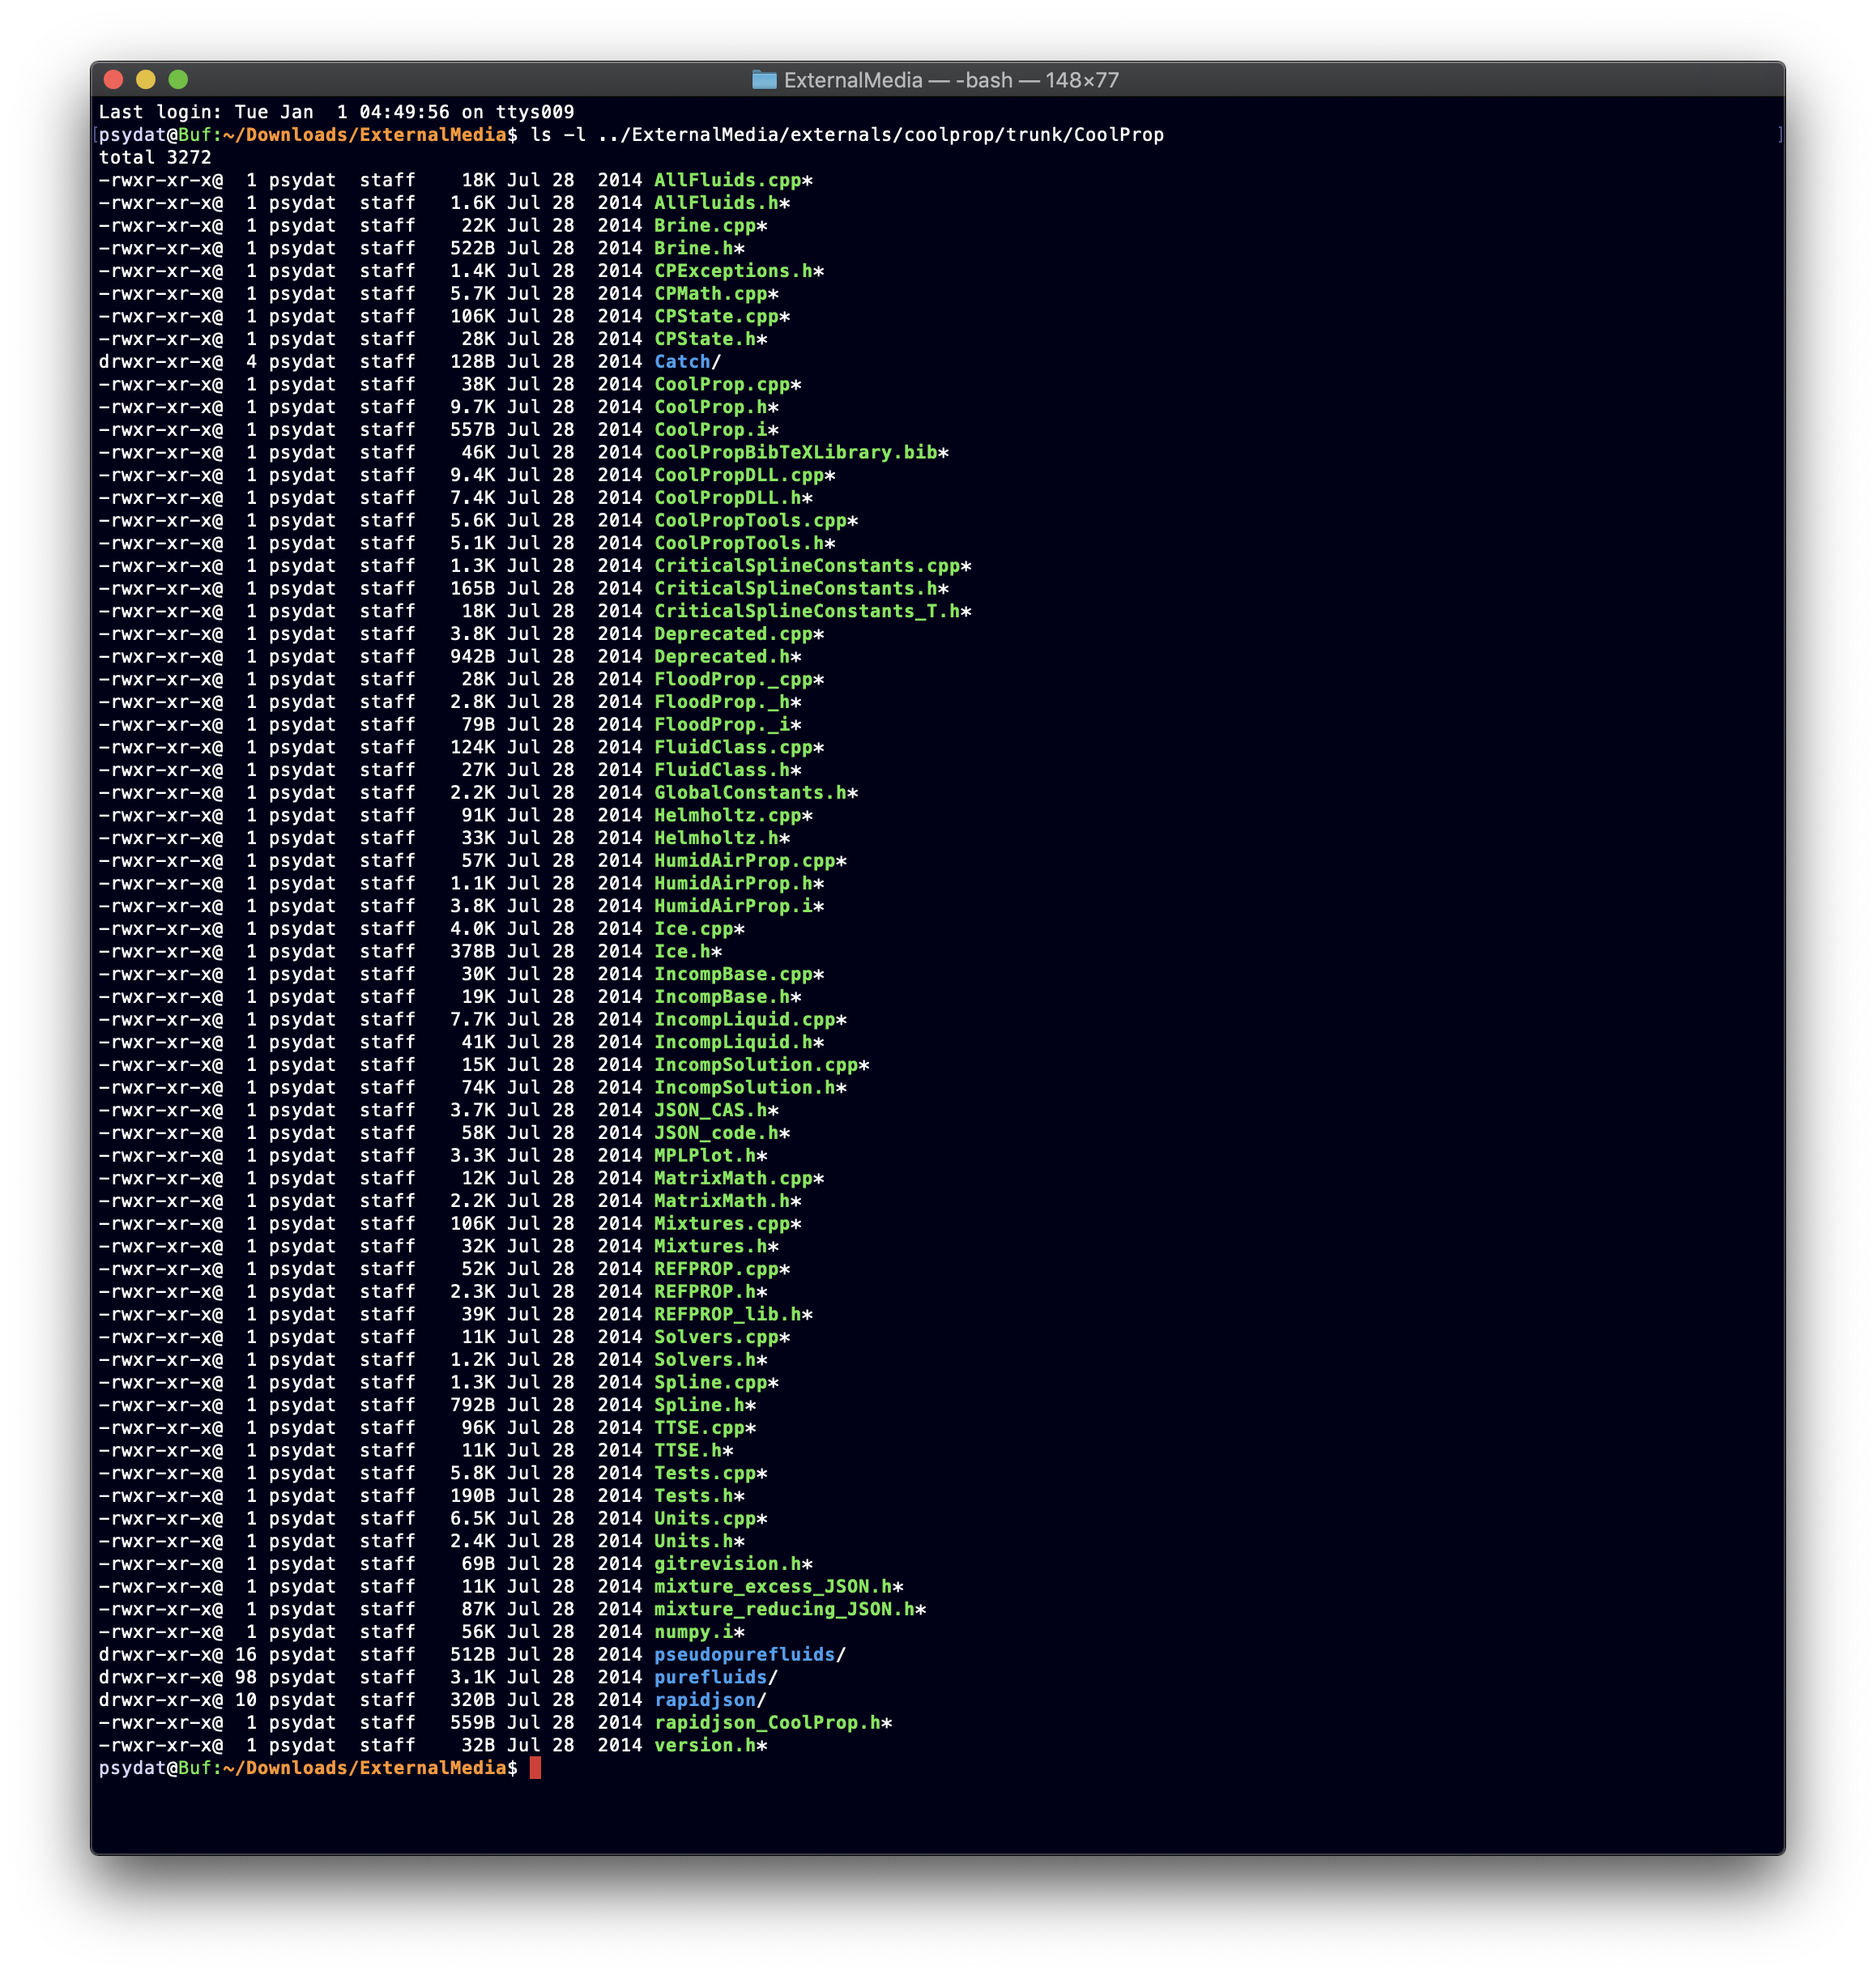 ExternalMedia — -bash — 148×77
Last login: Tue Jan  1 04:49:56 on ttys009
[psydat@Buf:~/Downloads/ExternalMedia$ ls -l ../ExternalMedia/externals/coolprop/trunk/CoolProp ]
total 3272
-rwxr-xr-x@  1 psydat  staff    18K Jul 28  2014 AllFluids.cpp*
-rwxr-xr-x@  1 psydat  staff   1.6K Jul 28  2014 AllFluids.h*
-rwxr-xr-x@  1 psydat  staff    22K Jul 28  2014 Brine.cpp*
-rwxr-xr-x@  1 psydat  staff   522B Jul 28  2014 Brine.h*
-rwxr-xr-x@  1 psydat  staff   1.4K Jul 28  2014 CPExceptions.h*
-rwxr-xr-x@  1 psydat  staff   5.7K Jul 28  2014 CPMath.cpp*
-rwxr-xr-x@  1 psydat  staff   106K Jul 28  2014 CPState.cpp*
-rwxr-xr-x@  1 psydat  staff    28K Jul 28  2014 CPState.h*
drwxr-xr-x@  4 psydat  staff   128B Jul 28  2014 Catch/
-rwxr-xr-x@  1 psydat  staff    38K Jul 28  2014 CoolProp.cpp*
-rwxr-xr-x@  1 psydat  staff   9.7K Jul 28  2014 CoolProp.h*
-rwxr-xr-x@  1 psydat  staff   557B Jul 28  2014 CoolProp.i*
-rwxr-xr-x@  1 psydat  staff    46K Jul 28  2014 CoolPropBibTeXLibrary.bib*
-rwxr-xr-x@  1 psydat  staff   9.4K Jul 28  2014 CoolPropDLL.cpp*
-rwxr-xr-x@  1 psydat  staff   7.4K Jul 28  2014 CoolPropDLL.h*
-rwxr-xr-x@  1 psydat  staff   5.6K Jul 28  2014 CoolPropTools.cpp*
-rwxr-xr-x@  1 psydat  staff   5.1K Jul 28  2014 CoolPropTools.h*
-rwxr-xr-x@  1 psydat  staff   1.3K Jul 28  2014 CriticalSplineConstants.cpp*
-rwxr-xr-x@  1 psydat  staff   165B Jul 28  2014 CriticalSplineConstants.h*
-rwxr-xr-x@  1 psydat  staff    18K Jul 28  2014 CriticalSplineConstants_T.h*
-rwxr-xr-x@  1 psydat  staff   3.8K Jul 28  2014 Deprecated.cpp*
-rwxr-xr-x@  1 psydat  staff   942B Jul 28  2014 Deprecated.h*
-rwxr-xr-x@  1 psydat  staff    28K Jul 28  2014 FloodProp._cpp*
-rwxr-xr-x@  1 psydat  staff   2.8K Jul 28  2014 FloodProp._h*
-rwxr-xr-x@  1 psydat  staff    79B Jul 28  2014 FloodProp._i*
-rwxr-xr-x@  1 psydat  staff   124K Jul 28  2014 FluidClass.cpp*
-rwxr-xr-x@  1 psydat  staff    27K Jul 28  2014 FluidClass.h*
-rwxr-xr-x@  1 psydat  staff   2.2K Jul 28  2014 GlobalConstants.h*
-rwxr-xr-x@  1 psydat  staff    91K Jul 28  2014 Helmholtz.cpp*
-rwxr-xr-x@  1 psydat  staff    33K Jul 28  2014 Helmholtz.h*
-rwxr-xr-x@  1 psydat  staff    57K Jul 28  2014 HumidAirProp.cpp*
-rwxr-xr-x@  1 psydat  staff   1.1K Jul 28  2014 HumidAirProp.h*
-rwxr-xr-x@  1 psydat  staff   3.8K Jul 28  2014 HumidAirProp.i*
-rwxr-xr-x@  1 psydat  staff   4.0K Jul 28  2014 Ice.cpp*
-rwxr-xr-x@  1 psydat  staff   378B Jul 28  2014 Ice.h*
-rwxr-xr-x@  1 psydat  staff    30K Jul 28  2014 IncompBase.cpp*
-rwxr-xr-x@  1 psydat  staff    19K Jul 28  2014 IncompBase.h*
-rwxr-xr-x@  1 psydat  staff   7.7K Jul 28  2014 IncompLiquid.cpp*
-rwxr-xr-x@  1 psydat  staff    41K Jul 28  2014 IncompLiquid.h*
-rwxr-xr-x@  1 psydat  staff    15K Jul 28  2014 IncompSolution.cpp*
-rwxr-xr-x@  1 psydat  staff    74K Jul 28  2014 IncompSolution.h*
-rwxr-xr-x@  1 psydat  staff   3.7K Jul 28  2014 JSON_CAS.h*
-rwxr-xr-x@  1 psydat  staff    58K Jul 28  2014 JSON_code.h*
-rwxr-xr-x@  1 psydat  staff   3.3K Jul 28  2014 MPLPlot.h*
-rwxr-xr-x@  1 psydat  staff    12K Jul 28  2014 MatrixMath.cpp*
-rwxr-xr-x@  1 psydat  staff   2.2K Jul 28  2014 MatrixMath.h*
-rwxr-xr-x@  1 psydat  staff   106K Jul 28  2014 Mixtures.cpp*
-rwxr-xr-x@  1 psydat  staff    32K Jul 28  2014 Mixtures.h*
-rwxr-xr-x@  1 psydat  staff    52K Jul 28  2014 REFPROP.cpp*
-rwxr-xr-x@  1 psydat  staff   2.3K Jul 28  2014 REFPROP.h*
-rwxr-xr-x@  1 psydat  staff    39K Jul 28  2014 REFPROP_lib.h*
-rwxr-xr-x@  1 psydat  staff    11K Jul 28  2014 Solvers.cpp*
-rwxr-xr-x@  1 psydat  staff   1.2K Jul 28  2014 Solvers.h*
-rwxr-xr-x@  1 psydat  staff   1.3K Jul 28  2014 Spline.cpp*
-rwxr-xr-x@  1 psydat  staff   792B Jul 28  2014 Spline.h*
-rwxr-xr-x@  1 psydat  staff    96K Jul 28  2014 TTSE.cpp*
-rwxr-xr-x@  1 psydat  staff    11K Jul 28  2014 TTSE.h*
-rwxr-xr-x@  1 psydat  staff   5.8K Jul 28  2014 Tests.cpp*
-rwxr-xr-x@  1 psydat  staff   190B Jul 28  2014 Tests.h*
-rwxr-xr-x@  1 psydat  staff   6.5K Jul 28  2014 Units.cpp*
-rwxr-xr-x@  1 psydat  staff   2.4K Jul 28  2014 Units.h*
-rwxr-xr-x@  1 psydat  staff    69B Jul 28  2014 gitrevision.h*
-rwxr-xr-x@  1 psydat  staff    11K Jul 28  2014 mixture_excess_JSON.h*
-rwxr-xr-x@  1 psydat  staff    87K Jul 28  2014 mixture_reducing_JSON.h*
-rwxr-xr-x@  1 psydat  staff    56K Jul 28  2014 numpy.i*
drwxr-xr-x@ 16 psydat  staff   512B Jul 28  2014 pseudopurefluids/
drwxr-xr-x@ 98 psydat  staff   3.1K Jul 28  2014 purefluids/
drwxr-xr-x@ 10 psydat  staff   320B Jul 28  2014 rapidjson/
-rwxr-xr-x@  1 psydat  staff   559B Jul 28  2014 rapidjson_CoolProp.h*
-rwxr-xr-x@  1 psydat  staff    32B Jul 28  2014 version.h*
psydat@Buf:~/Downloads/ExternalMedia$